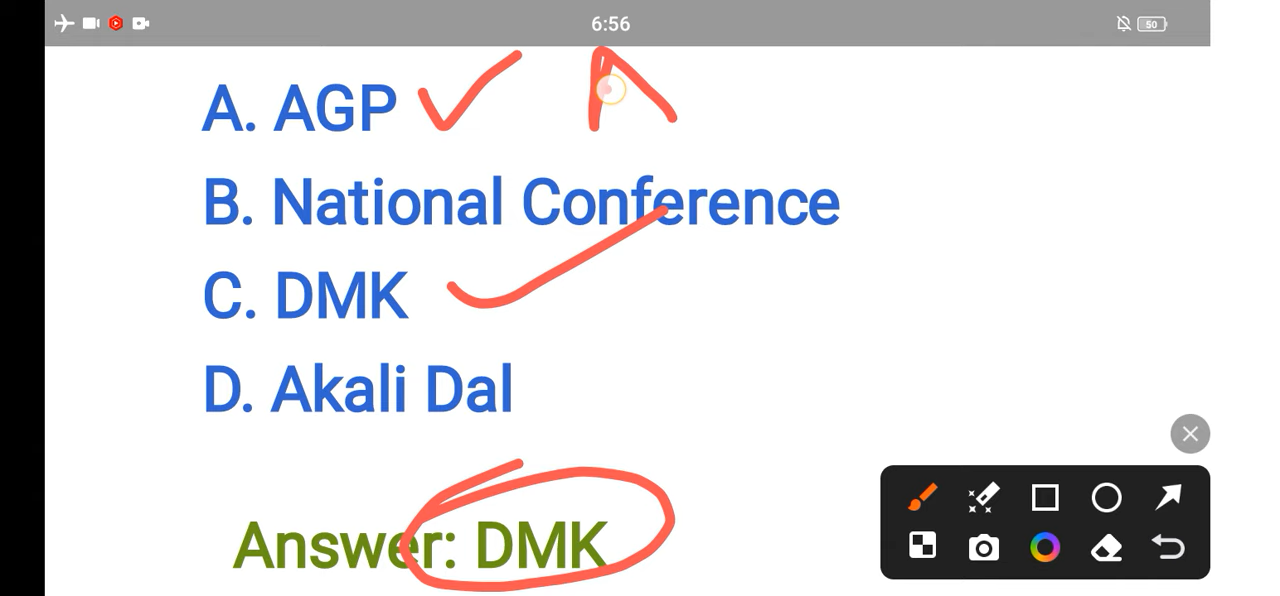 6:56
50
A. AGP
B. National Conference
C. DMK
D. Akali Dal
Answer: DMK